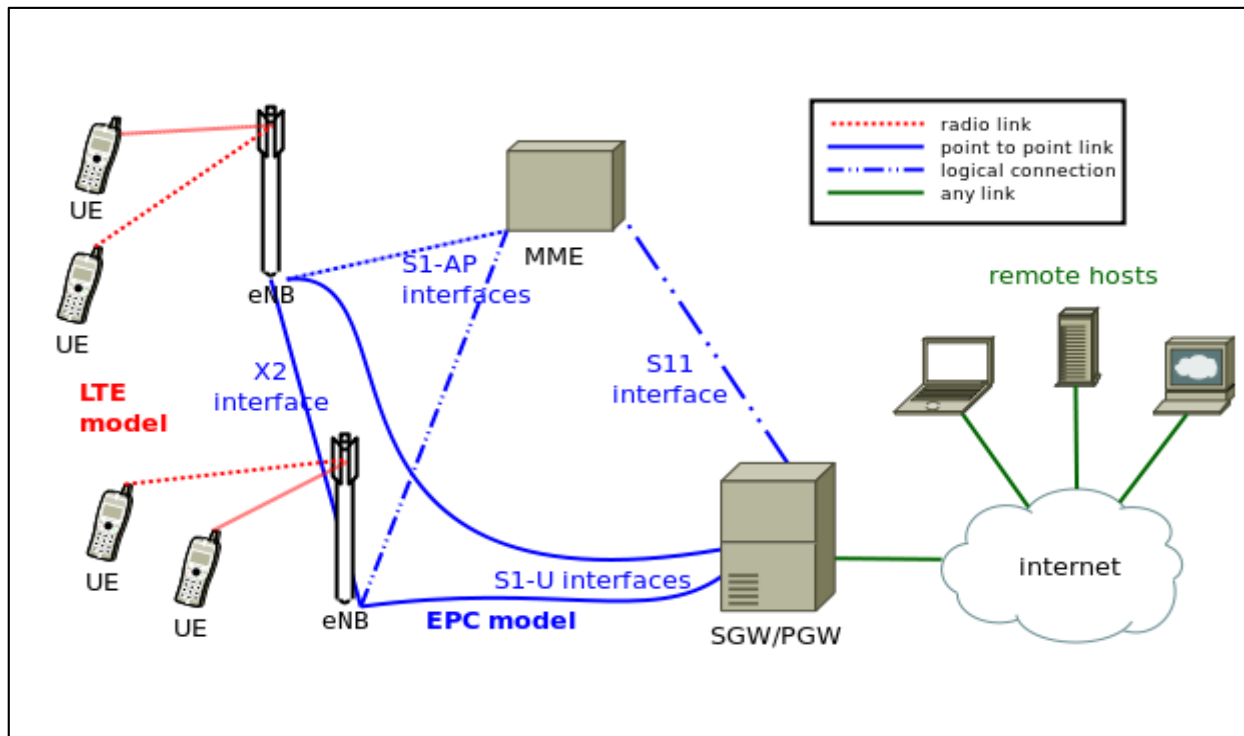 radio link
point to point link
logical connection
any link
UE
UE
eNB
S1-AP
interfaces
MME
remote hosts
X2
interface
S11
interface
LTE
model
UE
UE
eNB
S1-U interfaces
EPC model
SGW/PGW
internet